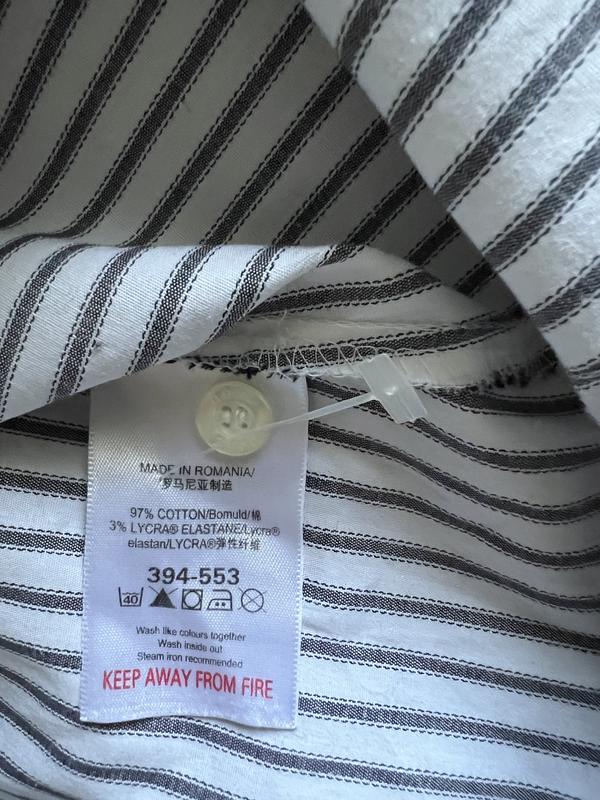 MADE IN ROMANIA/
罗马尼亚制造
97% COTTON/Bomuld/棉
3% LYCRA® ELASTANE/Lycra®
elastan/LYCRA®弹性纤维
394-553
40
Wash like colours together
Wash inside out
Steam iron recommended
KEEP AWAY FROM FIRE